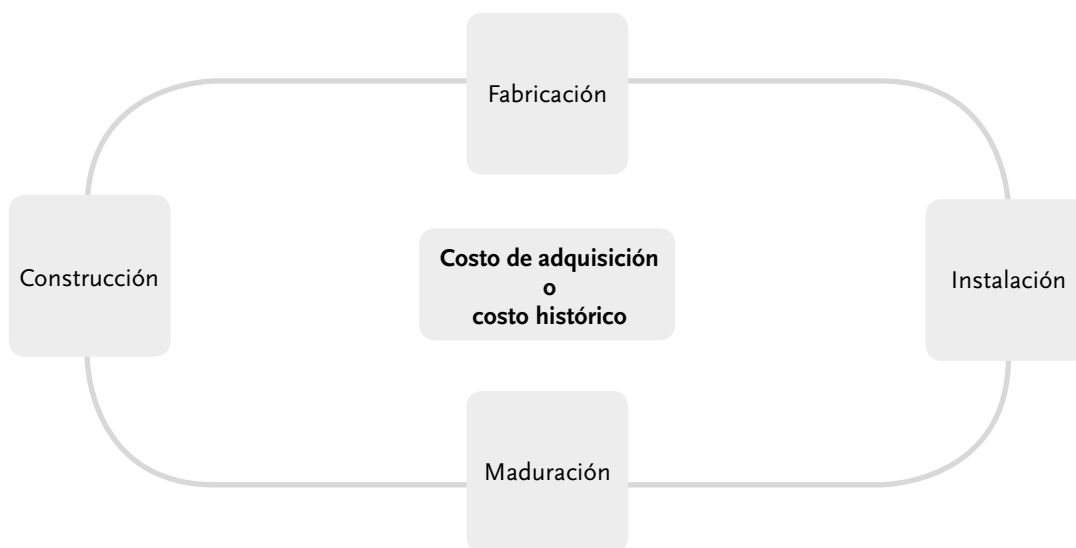 Fabricación
Construcción
Costo de adquisición
o
costo histórico
Instalación
Maduración